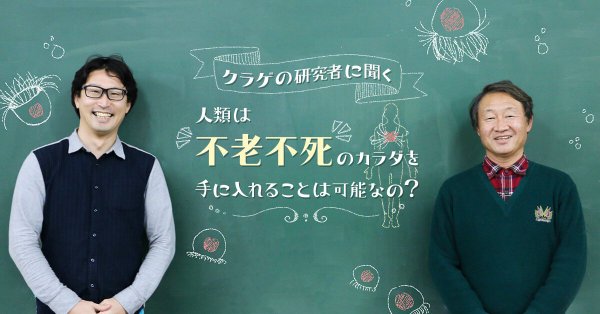 クラゲの研究者に聞く
人類は
不老不死のカラダを
手に入れることは可能なの？